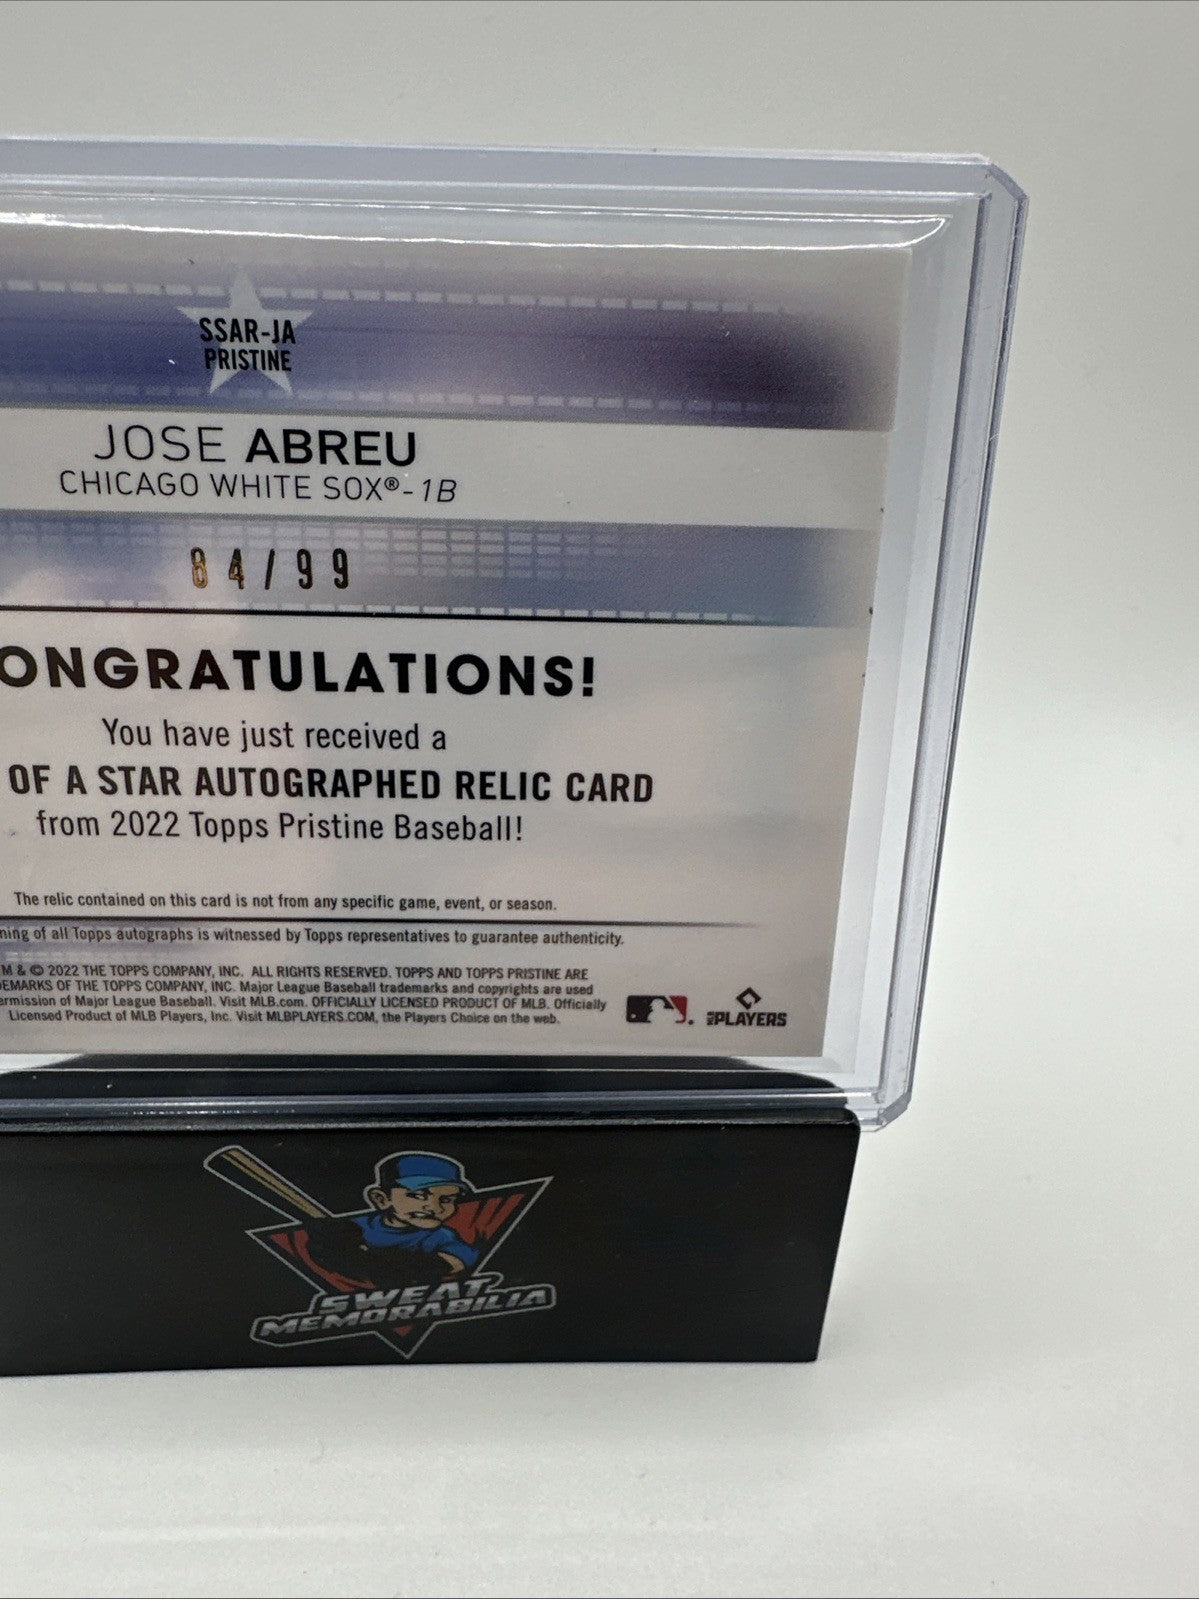 SSAR-JA
PRISTINE
JOSE ABREU
CHICAGO WHITE SOX®-1B
84/99
ONGRATULATIONS!
You have just received a
OF A STAR AUTOGRAPHED RELIC CARD
from 2022 Topps Pristine Baseball!
The relic contained on this card is not from any specific game, event, or season.
ning of all Topps autographs is witnessed by Topps representatives to guarantee authenticity.
M & © 2022 THE TOPPS COMPANY, INC. ALL RIGHTS RESERVED. TOPPS AND TOPPS PRISTINE ARE
EMARKS OF THE TOPPS COMPANY, INC. Major League Baseball trademarks and copyrights are used
ermission of Major League Baseball. Visit MLB.com. OFFICIALLY LICENSED PRODUCT OF MLB. Officially
Licensed Product of MLB Players, Inc. Visit MLBPLAYERS.COM, the Players Choice on the web.
MLB PLAYERS
SWEAT
MEMORABILIA